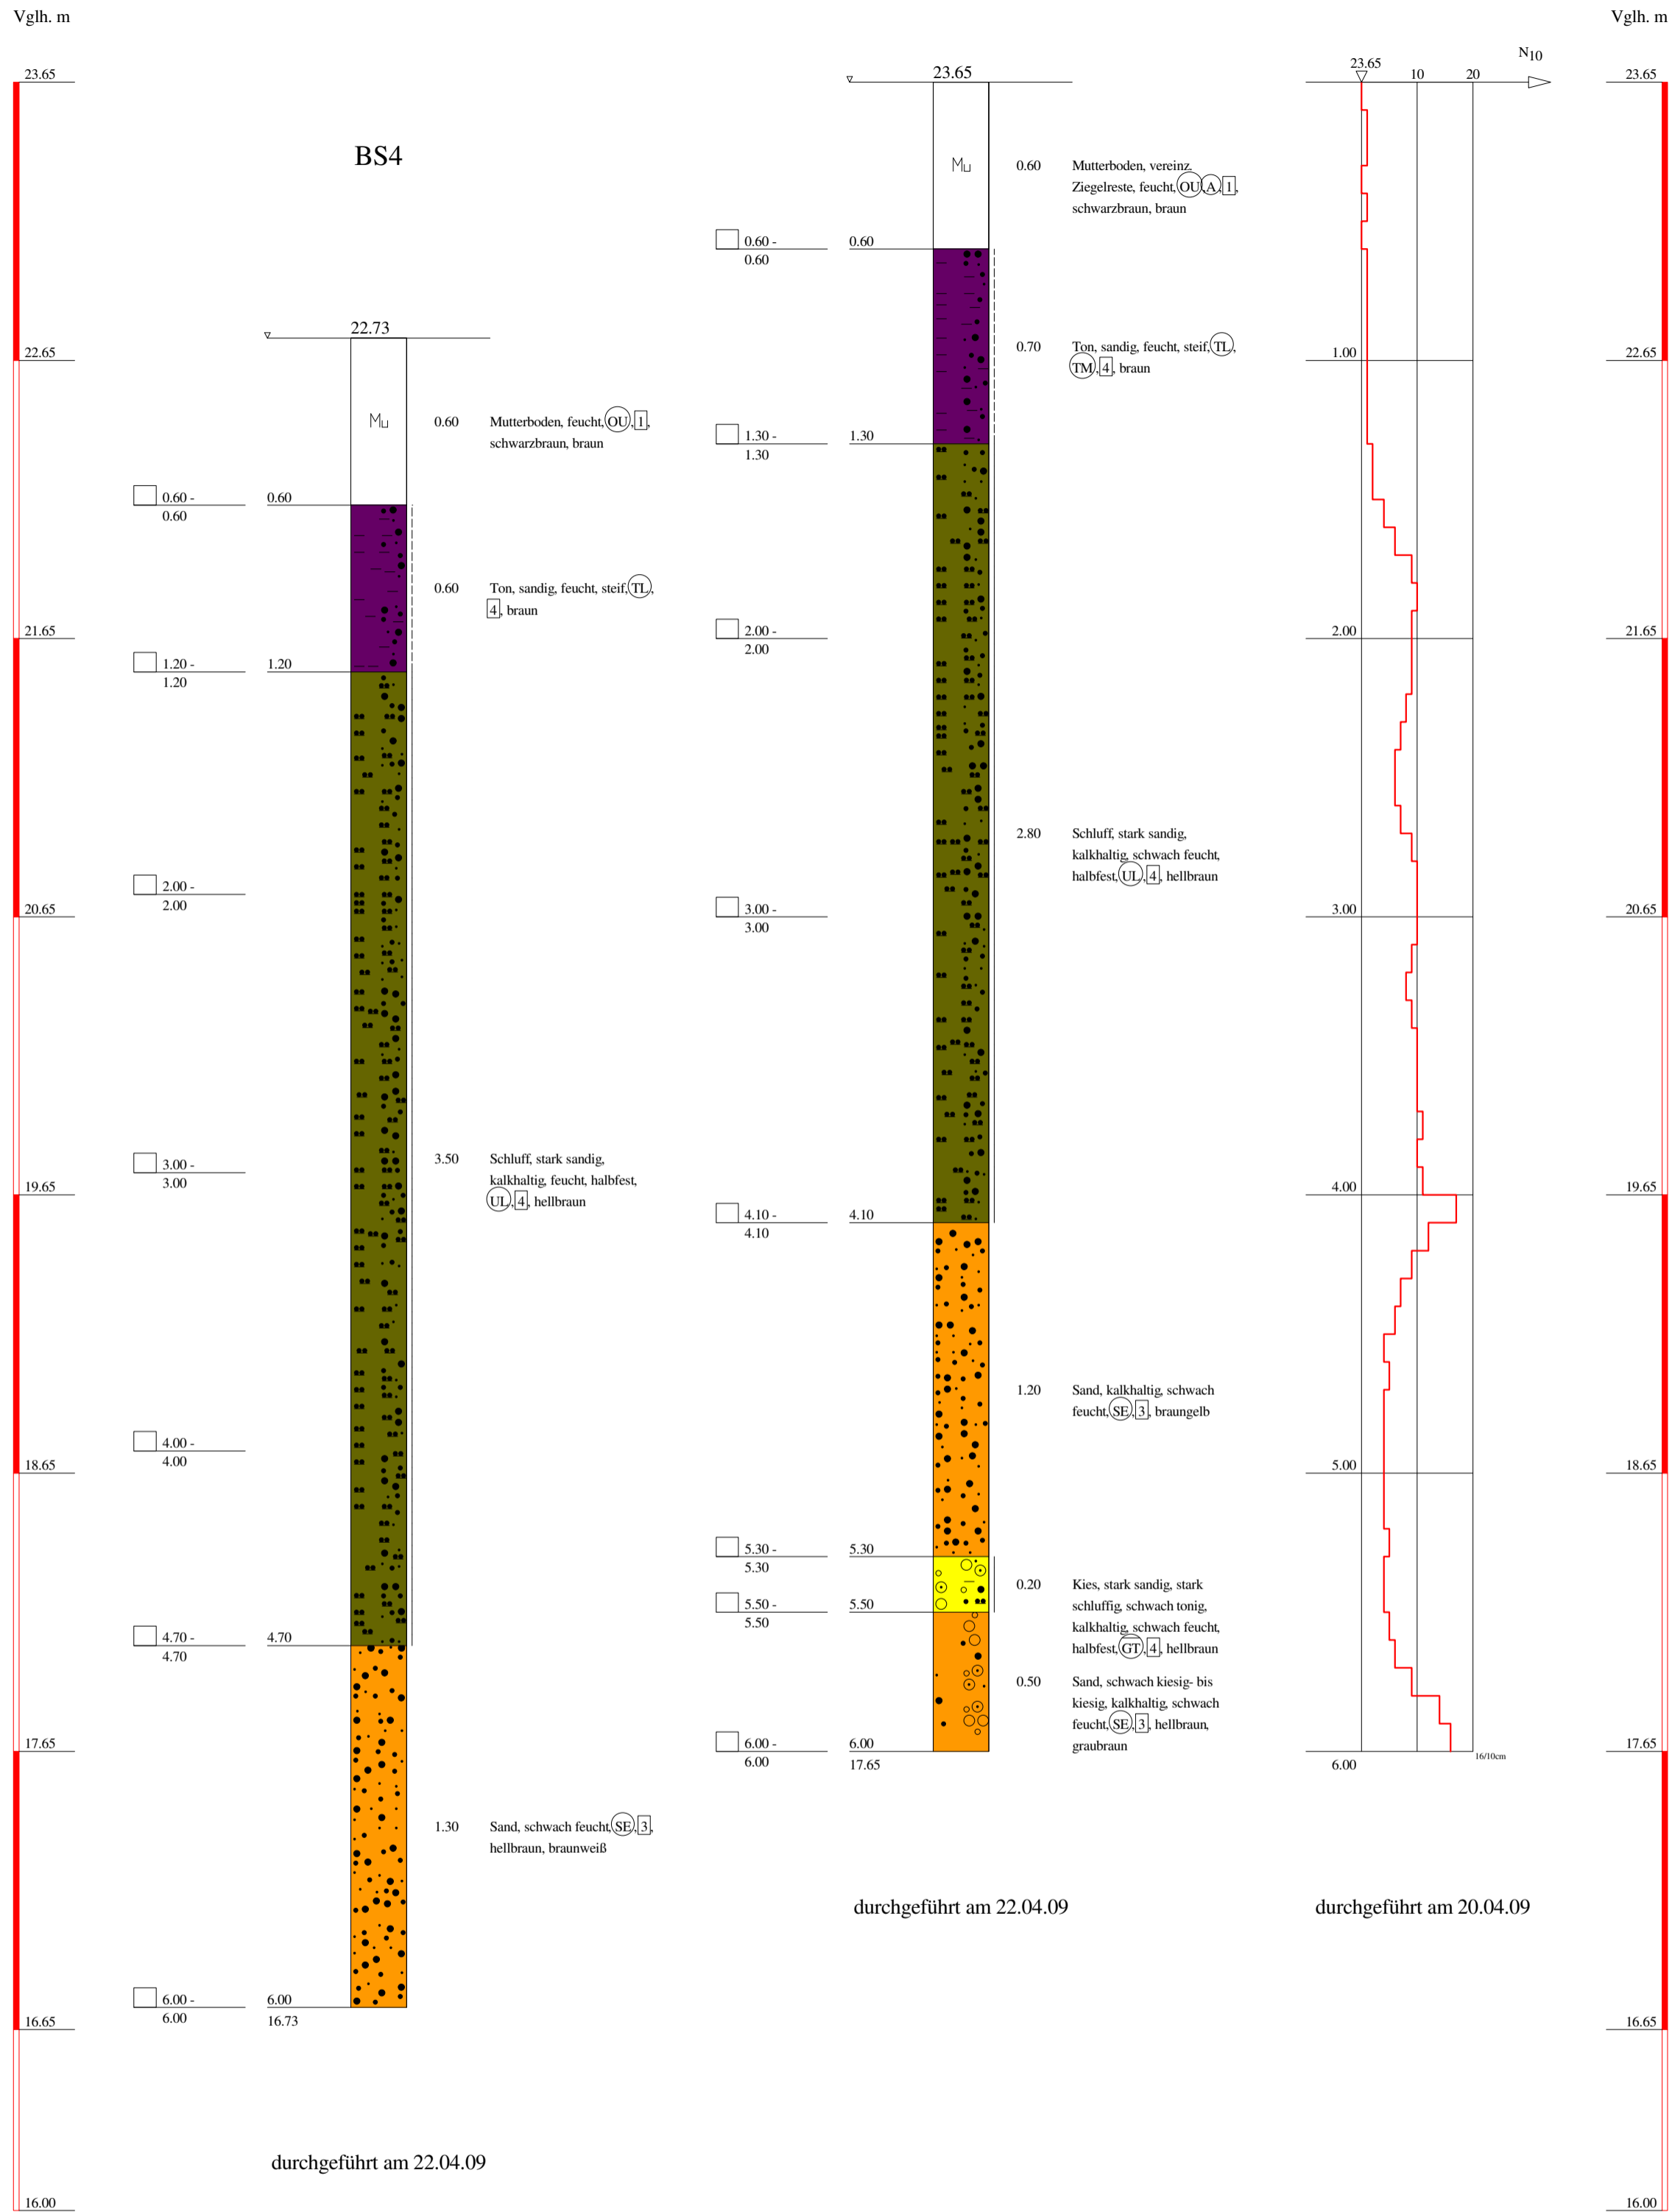 Vglh. m
Vglh. m
23.65
22.65
21.65
20.65
19.65
18.65
17.65
16.65
16.00
BS4
22.73
Mu
0.60 Mutterboden, feucht, OU, 1,
schwarzbraun, braun
0.60 -
0.60
0.60
0.60 Ton, sandig, feucht, steif, TL,
4, braun
1.20 -
1.20
1.20
2.00 -
2.00
3.00 -
3.00
3.50 Schluff, stark sandig,
kalkhaltig, feucht, halbfest,
UL, 4, hellbraun
4.00 -
4.00
4.70 -
4.70
4.70
1.30 Sand, schwach feucht, SE, 3,
hellbraun, braunweiß
6.00 -
6.00
6.00
16.73
durchgeführt am 22.04.09
23.65
Mu
0.60 Mutterboden, vereinz.
Ziegelreste, feucht, OU, A, 1,
schwarzbraun, braun
0.60 -
0.60
0.60
0.70 Ton, sandig, feucht, steif, TL,
TM, 4, braun
1.30 -
1.30
1.30
2.00 -
2.00
2.80 Schluff, stark sandig,
kalkhaltig, schwach feucht,
halbfest, UL, 4, hellbraun
3.00 -
3.00
4.10 -
4.10
4.10
1.20 Sand, kalkhaltig, schwach
feucht, SE, 3, braungelb
5.30 -
5.30
5.30
0.20 Kies, stark sandig, stark
schluffig, schwach tonig,
kalkhaltig, schwach feucht,
halbfest, GT, 4, hellbraun
5.50 -
5.50
5.50
0.50 Sand, schwach kiesig- bis
kiesig, kalkhaltig, schwach
feucht, SE, 3, hellbraun,
graubraun
6.00 -
6.00
6.00
17.65
durchgeführt am 22.04.09
N10
23.65
10
20
1.00
2.00
3.00
4.00
5.00
6.00
16/10cm
durchgeführt am 20.04.09
23.65
22.65
21.65
20.65
19.65
18.65
17.65
16.65
16.00